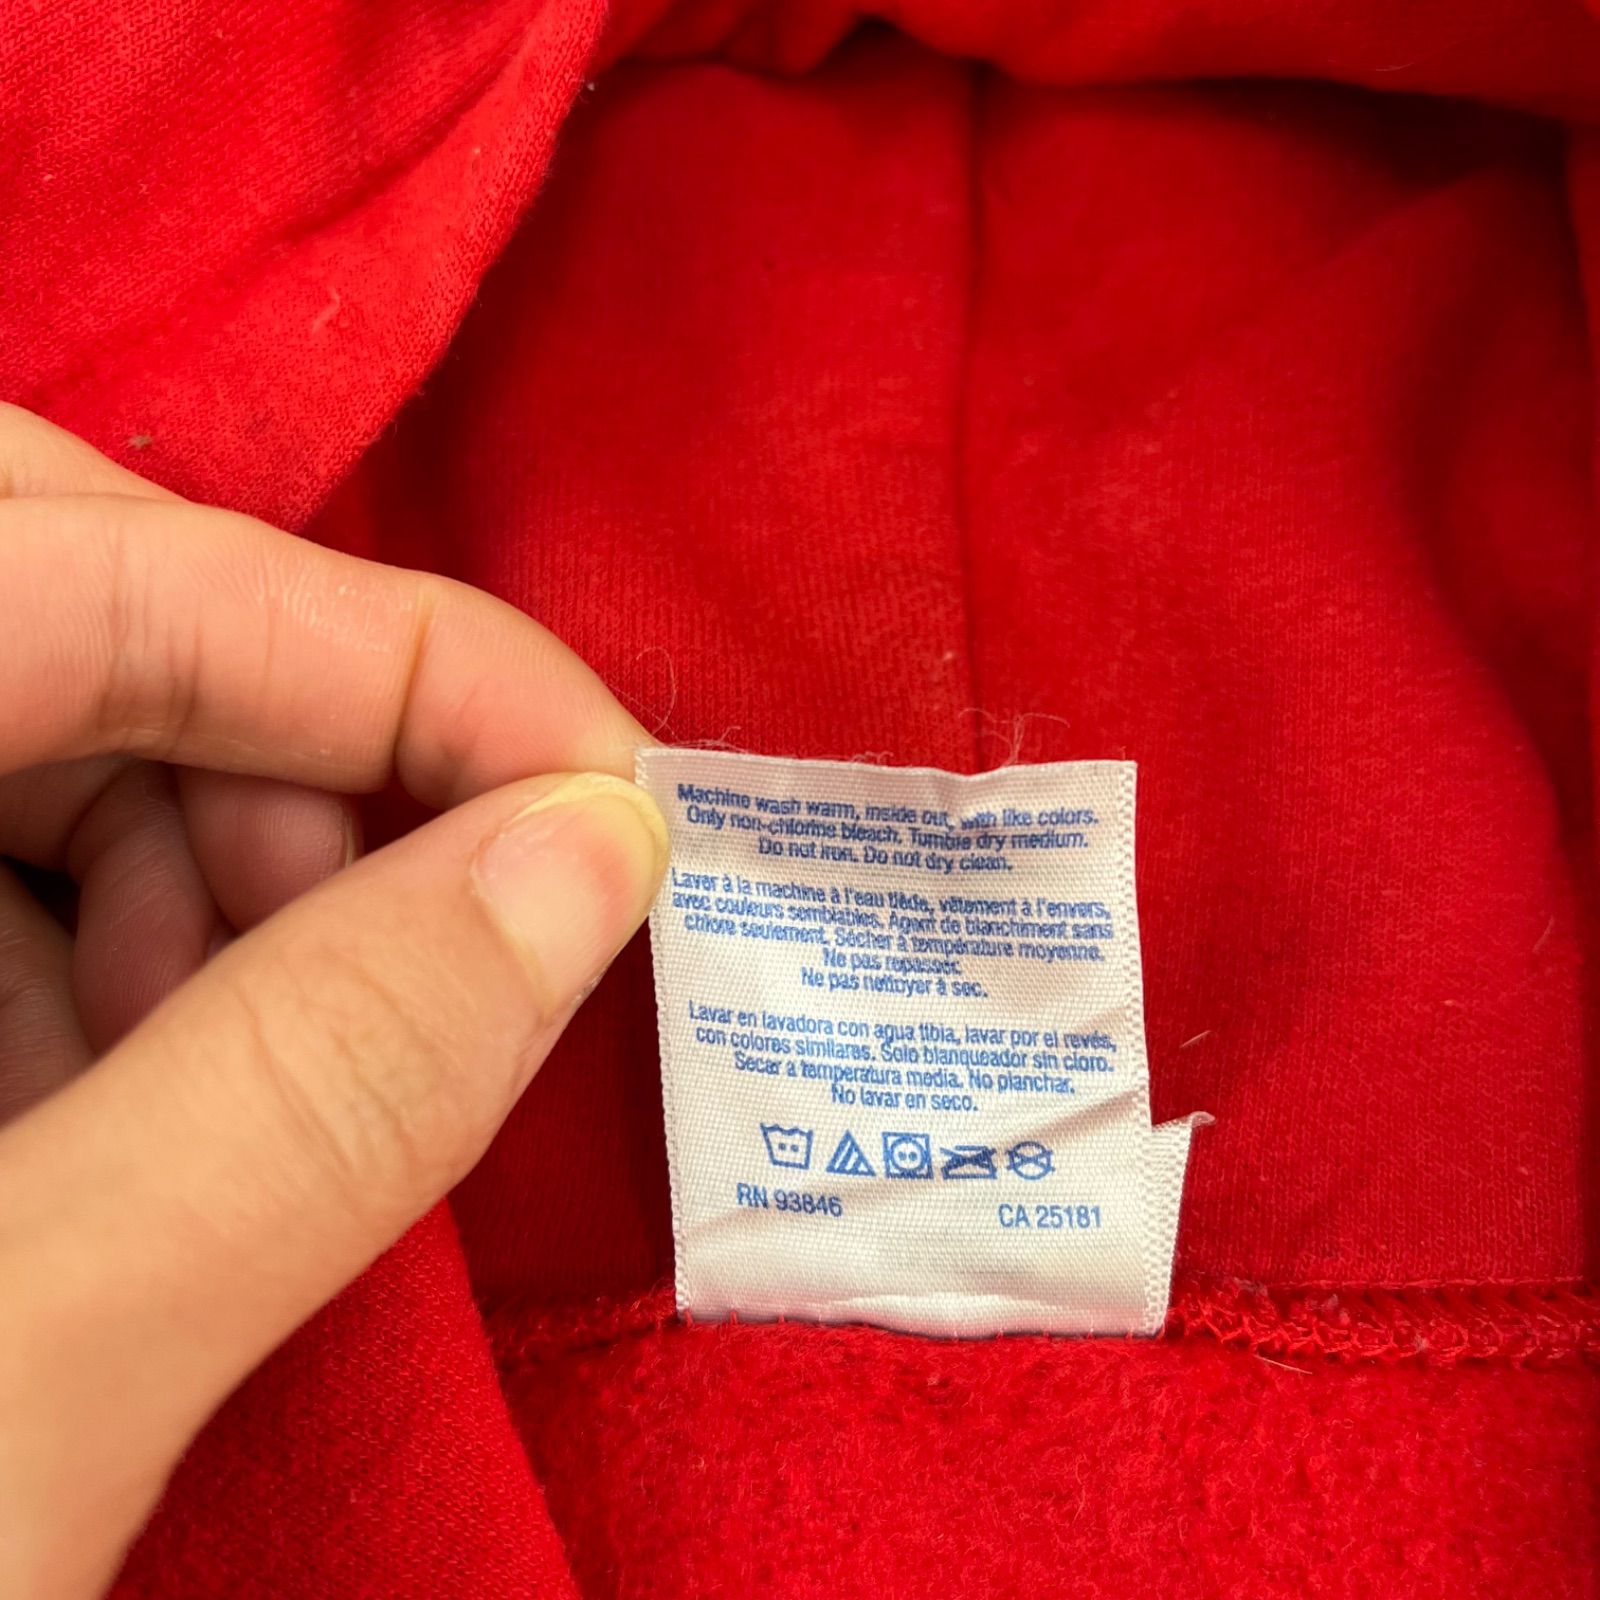 Machine wash warm, inside out, with like colors.
Only non-chlorine bleach. Tumble dry medium.
Do not iron. Do not dry clean.
Laver à la machine à l'eau tiède, vêtement à l'envers,
avec couleurs semblables. Agent de blanchiment sans
chlore seulement. Sécher à température moyenne.
Ne pas repasser.
Ne pas nettoyer à sec.
Lavar en lavadora con agua tibia, lavar por el revés,
con colores similares. Solo blanqueador sin cloro.
Secar a temperatura media. No planchar.
No lavar en seco.
RN 93846
CA 25181